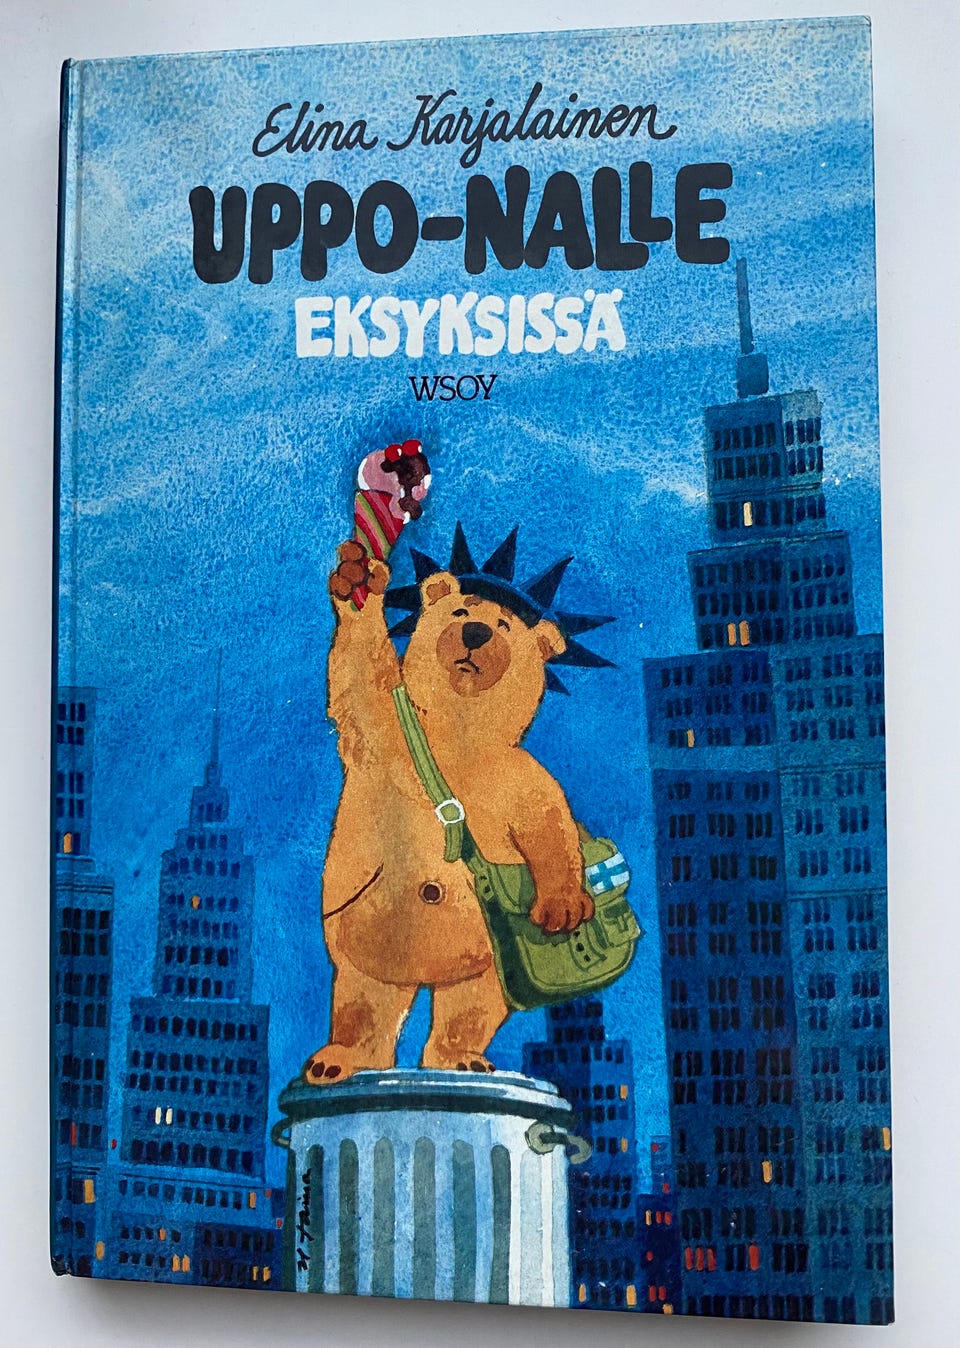 Elina Karjalainen
UPPO-NALLE
EKSYKSISSÄ
WSOY